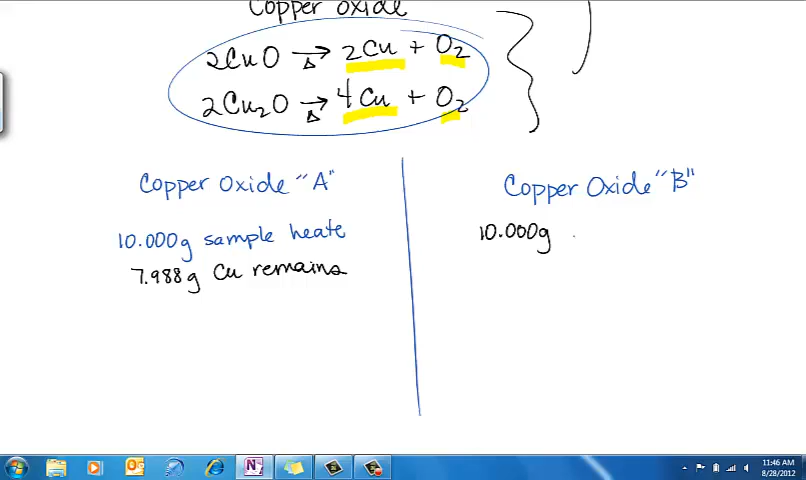 Copper oxide
2CuO →Δ 2Cu + O₂
2Cu₂O →Δ 4Cu + O₂
Copper Oxide "A"
10.000g sample heate
7.988g Cu remains
Copper Oxide "B"
10.000g
11:46 AM
8/28/2012